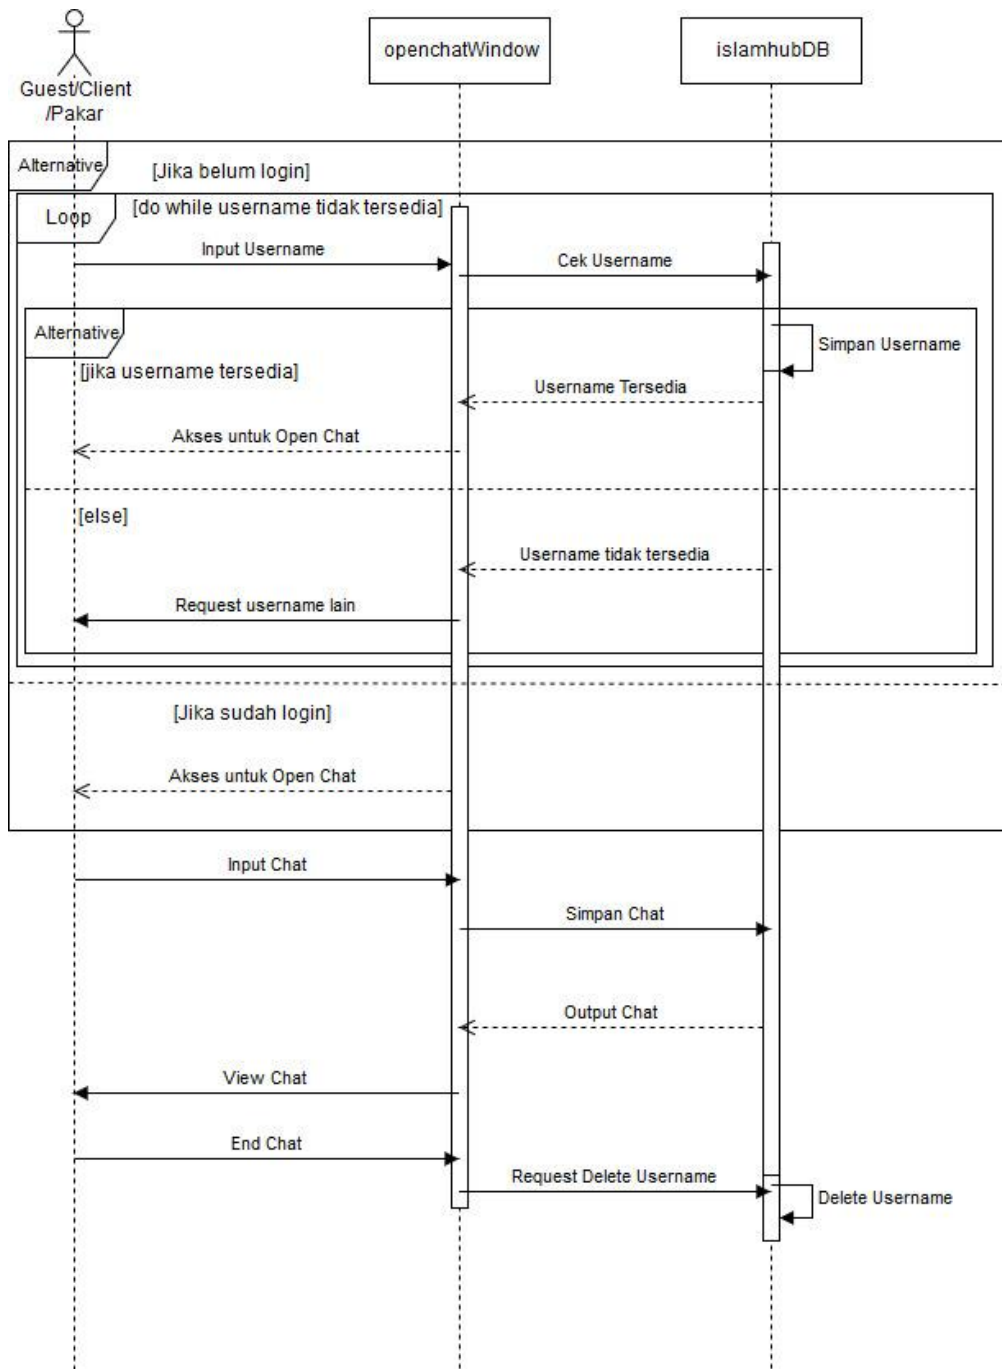 Guest/Client
/Pakar
openchatWindow
islamhubDB
Alternative
[Jika belum login]
Loop
[do while username tidak tersedia]
Input Username
Cek Username
Alternative
Simpan Username
[jika username tersedia]
Username Tersedia
Akses untuk Open Chat
[else]
Username tidak tersedia
Request username lain
[Jika sudah login]
Akses untuk Open Chat
Input Chat
Simpan Chat
Output Chat
View Chat
End Chat
Request Delete Username
Delete Username